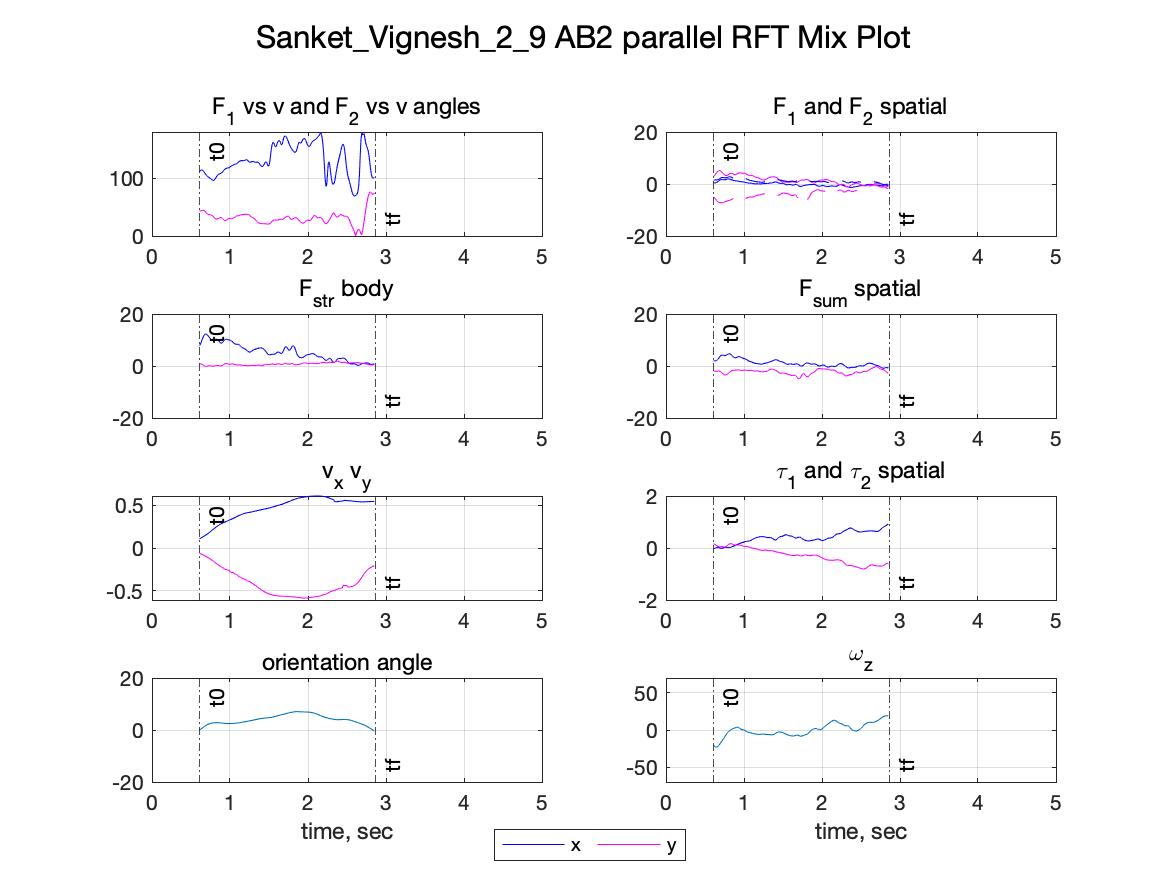 Sanket_Vignesh_2_9 AB2 parallel RFT Mix Plot
F1 vs v and F2 vs v angles
100
0
t0
tf
0 1 2 3 4 5
F1 and F2 spatial
20
0
-20
t0
tf
0 1 2 3 4 5
Fstr body
20
0
-20
t0
tf
0 1 2 3 4 5
Fsum spatial
20
0
-20
t0
tf
0 1 2 3 4 5
vx vy
0.5
0
-0.5
t0
tf
0 1 2 3 4 5
τ1 and τ2 spatial
2
0
-2
t0
tf
0 1 2 3 4 5
orientation angle
20
0
-20
t0
tf
0 1 2 3 4 5
time, sec
ωz
50
0
-50
t0
tf
0 1 2 3 4 5
time, sec
x y